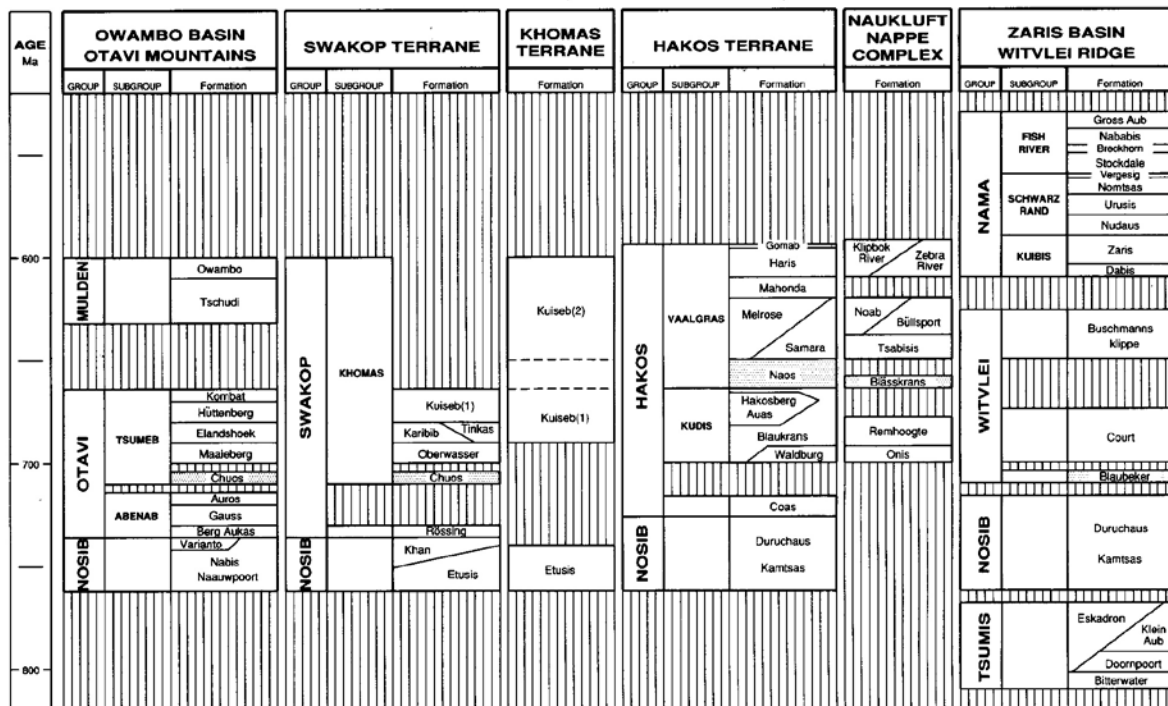 AGE
Ma
600
700
800
OWAMBO BASIN
OTAVI MOUNTAINS
GROUP
SUBGROUP
Formation
MULDEN
Owambo
Tschudi
OTAVI
TSUMEB
Kombat
Hüttenberg
Elandshoek
Maaieberg
Chuos
ABENAB
Auros
Gauss
Berg Aukas
NOSIB
Varianto
Nabis
Naauwpoort
SWAKOP TERRANE
GROUP
SUBGROUP
Formation
SWAKOP
KHOMAS
Kuiseb(1)
Karibib
Tinkas
Oberwasser
Chuos
Rössing
NOSIB
Khan
Etusis
KHOMAS
TERRANE
Formation
Kuiseb(2)
Kuiseb(1)
Etusis
HAKOS TERRANE
GROUP
SUBGROUP
Formation
HAKOS
VAALGRAS
Gomab
Haris
Mahonda
Melrose
Samara
Naos
KUDIS
Hakosberg
Auas
Blaukrans
Waldburg
Coas
NOSIB
Duruchaus
Kamtsas
NAUKLUFT
NAPPE
COMPLEX
Formation
Klipbok
River
Zebra
River
Noab
Büllsport
Tsabisis
Blässkrans
Remhoogte
Onis
ZARIS BASIN
WITVLEI RIDGE
GROUP
SUBGROUP
Formation
NAMA
FISH
RIVER
Gross Aub
Nababis
Breckhorn
Stockdale
SCHWARZ
RAND
Vergesig
Nomtsas
Urusis
Nudaus
KUIBIS
Zaris
Dabis
WITVLEI
Buschmanns
klippe
Court
Blaubeker
NOSIB
Duruchaus
Kamtsas
TSUMIS
Eskadron
Klein
Aub
Doornpoort
Bitterwater